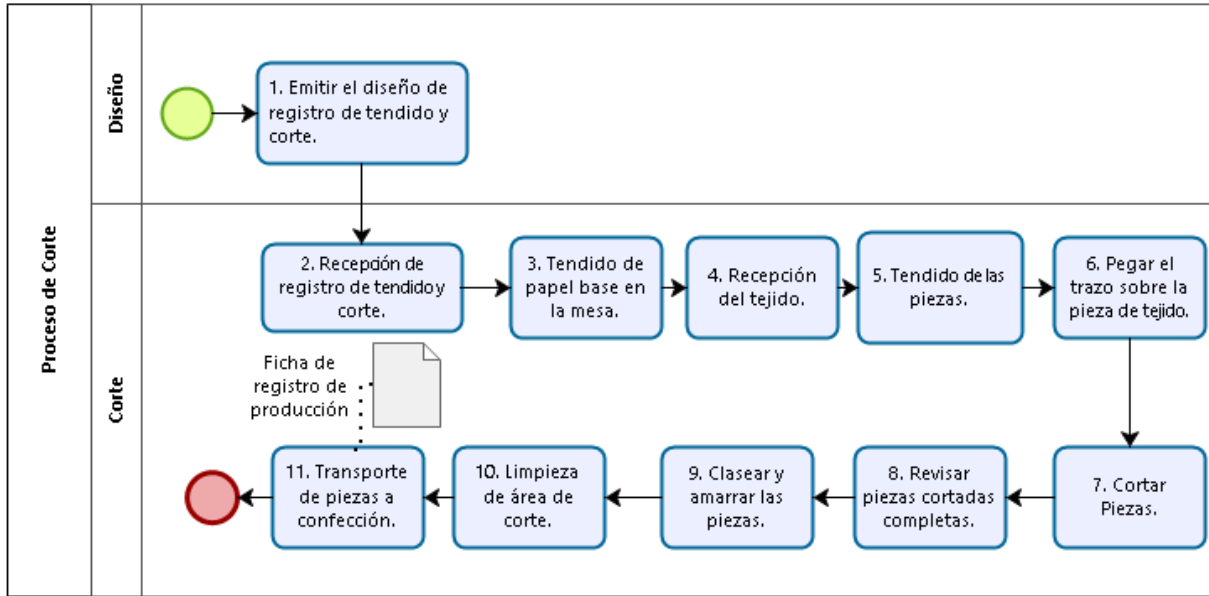 Proceso de Corte
Diseño
1. Emitir el diseño de
registro de tendido y
corte.
Corte
2. Recepción de
registro de tendido y
corte.
3. Tendido de
papel base en
la mesa.
4. Recepción
del tejido.
5. Tendido de las
piezas.
6. Pegar el
trazo sobre la
pieza de tejido.
Ficha de
registro de
producción
7. Cortar
Piezas.
8. Revisar
piezas cortadas
completas.
9. Clasear y
amarrar las
piezas.
10. Limpieza
de área de
corte.
11. Transporte
de piezas a
confección.